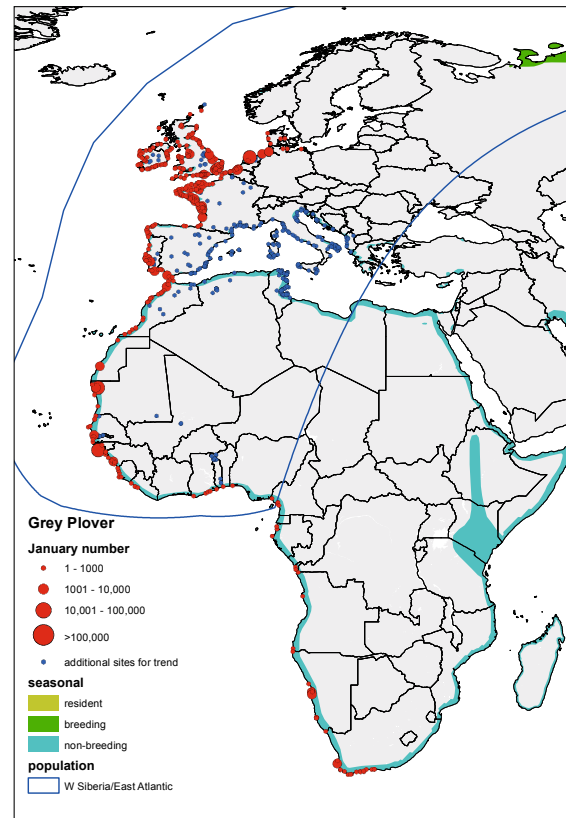 Grey Plover
January number
1 - 1000
1001 - 10,000
10,001 - 100,000
>100,000
additional sites for trend
seasonal
resident
breeding
non-breeding
population
W Siberia/East Atlantic